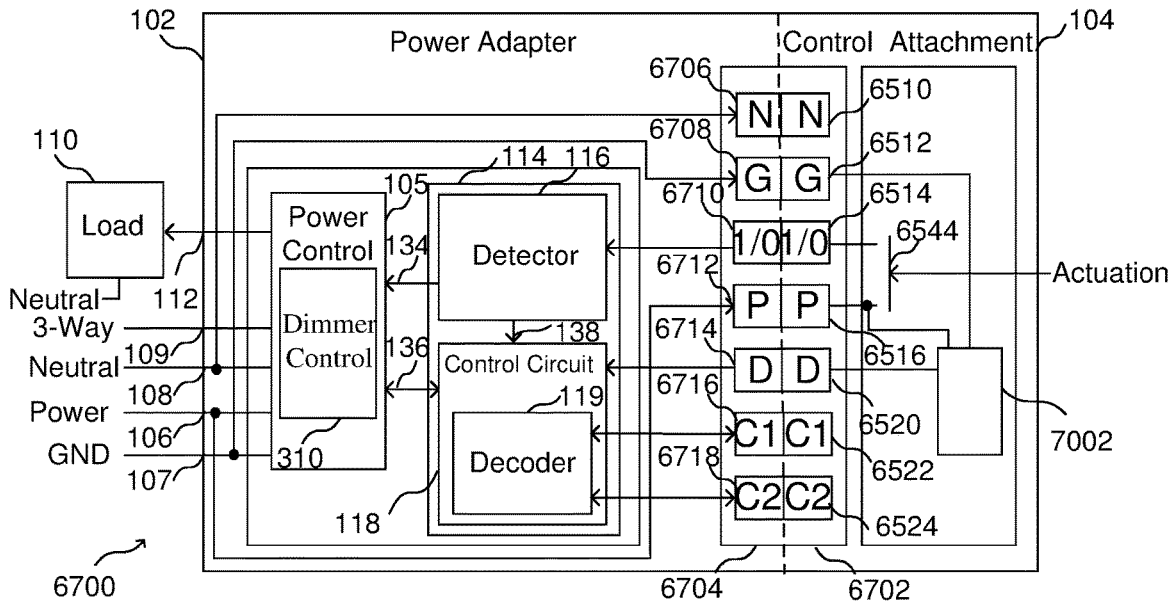 102
Power Adapter
Control Attachment
104
6706
N N
6510
6708
G G
6512
110
Load
114
116
105
Power
Control
134
Detector
6710
1/0 1/0
6514
6544
Actuation
112
Neutral
3-Way
109
Neutral
108
Power
106
GND
107
Dimmer
Control
310
138
136
Control Circuit
119
Decoder
118
6712
P P
6516
6714
D D
6520
7002
6716
C1 C1
6522
6718
C2 C2
6524
6700
6704
6702